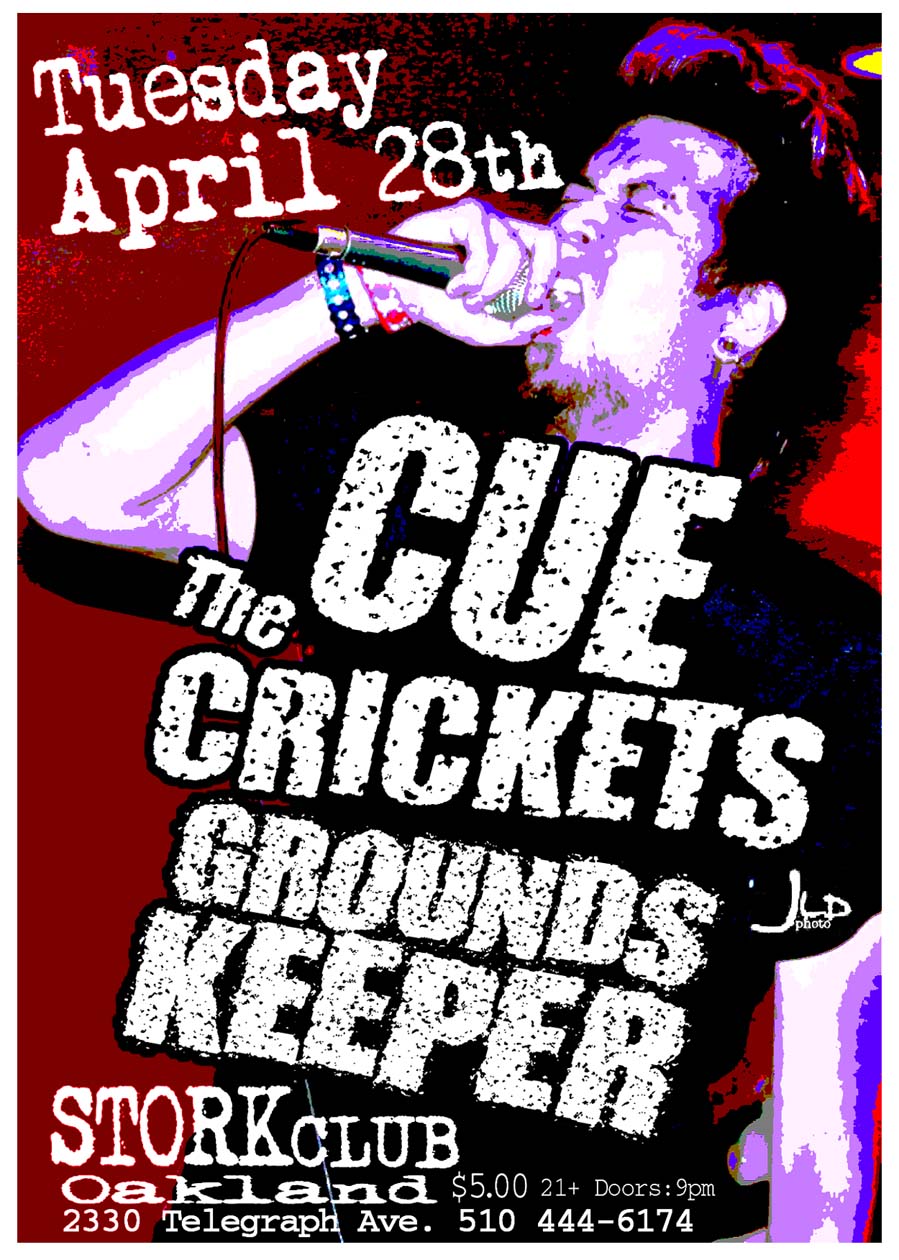 Tuesday
April 28th
CUE
The
CRICKETS
GROUNDS
KEEPER
JLD
photo
STORK CLUB
Oakland $5.00 21+ Doors:9pm
2330 Telegraph Ave. 510 444-6174